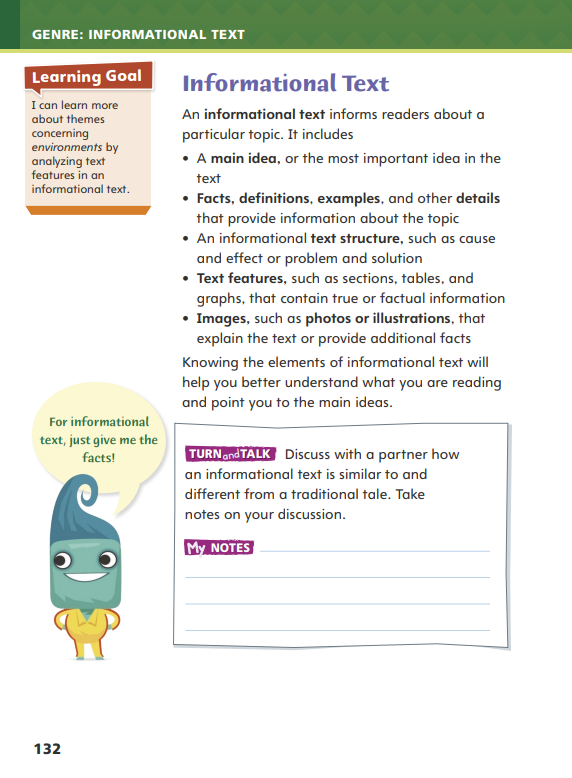 GENRE: INFORMATIONAL TEXT
Learning Goal
I can learn more
about themes
concerning
environments by
analyzing text
features in an
informational text.
Informational Text
An informational text informs readers about a
particular topic. It includes
• A main idea, or the most important idea in the
text
• Facts, definitions, examples, and other details
that provide information about the topic
• An informational text structure, such as cause
and effect or problem and solution
• Text features, such as sections, tables, and
graphs, that contain true or factual information
• Images, such as photos or illustrations, that
explain the text or provide additional facts
Knowing the elements of informational text will
help you better understand what you are reading
and point you to the main ideas.
For informational
text, just give me the
facts!
TURN and TALK Discuss with a partner how
an informational text is similar to and
different from a traditional tale. Take
notes on your discussion.
My NOTES
132